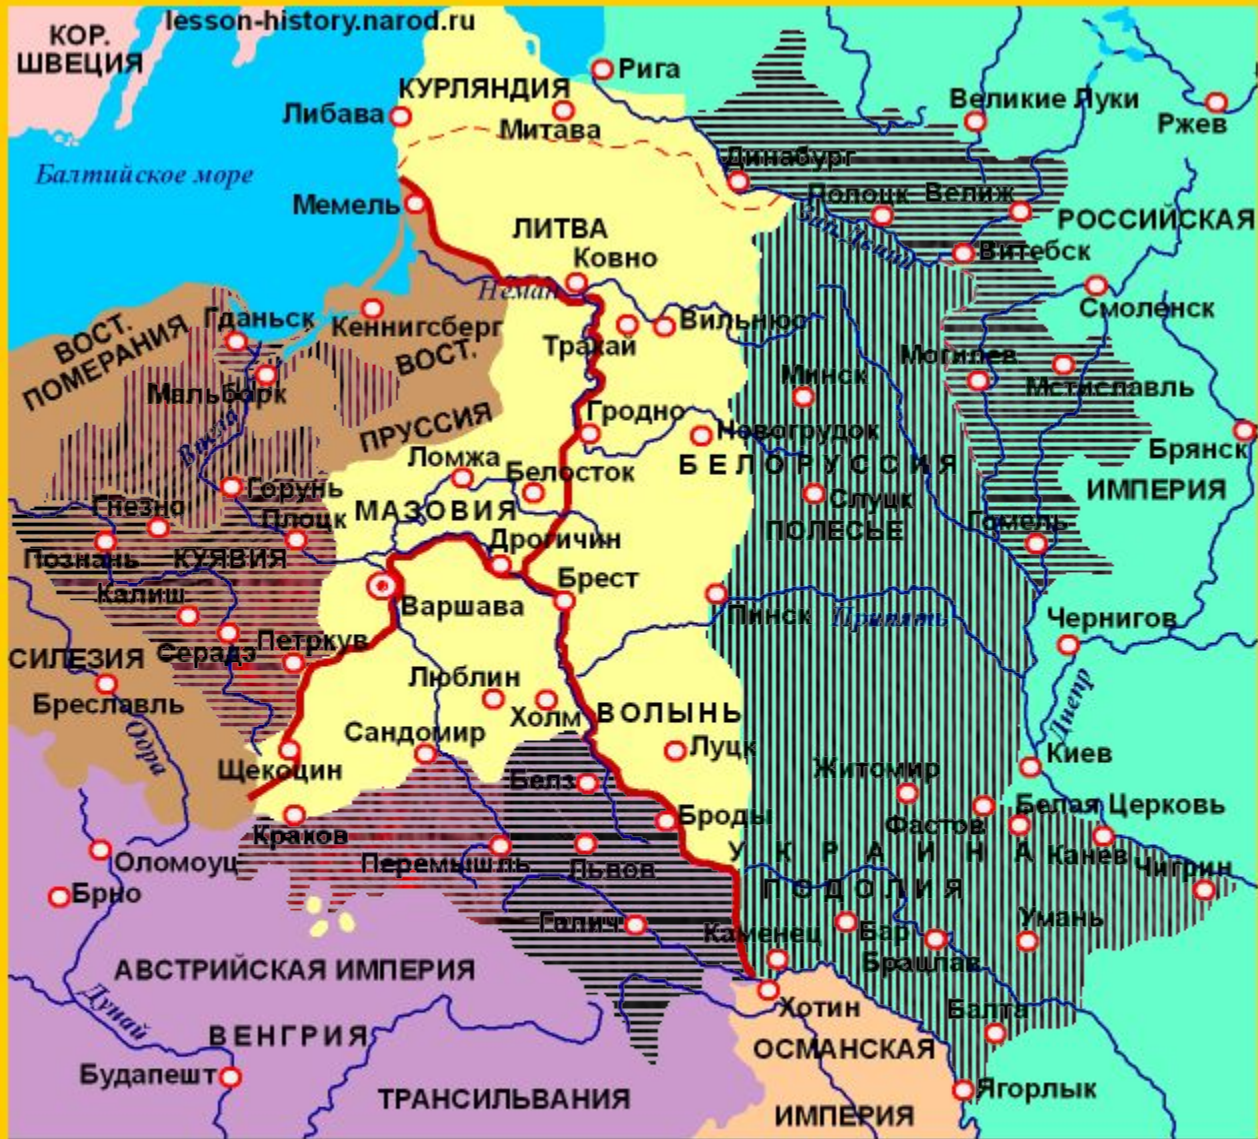 lesson-history.narod.ru
КОР.
ШВЕЦИЯ
Рига
КУРЛЯНДИЯ
Либава
Митава
Великие Луки
Ржев
Балтийское море
Динабург
Полоцк
Велиж
Мемель
РОССИЙСКАЯ
ЛИТВА
Зап.Двина
Витебск
Ковно
Неман
Смоленск
Гданьск
Кеннигсберг
Вильнюс
Тракай
ВОСТ.
ПОМЕРАНИЯ
ВОСТ.
ПРУССИЯ
Могилев
Минск
Мстиславль
Мальборк
Висла
Гродно
Новогрудок
Брянск
Ломжа
Белосток
БЕЛОРУССИЯ
Горунь
Слуцк
ИМПЕРИЯ
Гнезно
Плоцк
МАЗОВИЯ
ПОЛЕСЬЕ
Гомель
Познань
КУЯВИЯ
Дрогичин
Калиш
Варшава
Брест
Пинск
Припять
Чернигов
СИЛЕЗИЯ
Серадз
Петркув
Бреславль
Люблин
Холм
ВОЛЫНЬ
Днепр
Одра
Сандомир
Луцк
Киев
Щекоцин
Белз
Житомир
Краков
Броды
Фастов
Белая Церковь
Оломоуц
Перемышль
Львов
УКРАИНА
Канев
Чигрин
Брно
ПОДОЛИЯ
Галич
Каменец
Бар
Умань
Брацлав
АВСТРИЙСКАЯ ИМПЕРИЯ
Дунай
ВЕНГРИЯ
Хотин
Балта
ОСМАНСКАЯ
ИМПЕРИЯ
Будапешт
ТРАНСИЛЬВАНИЯ
Ягорлык